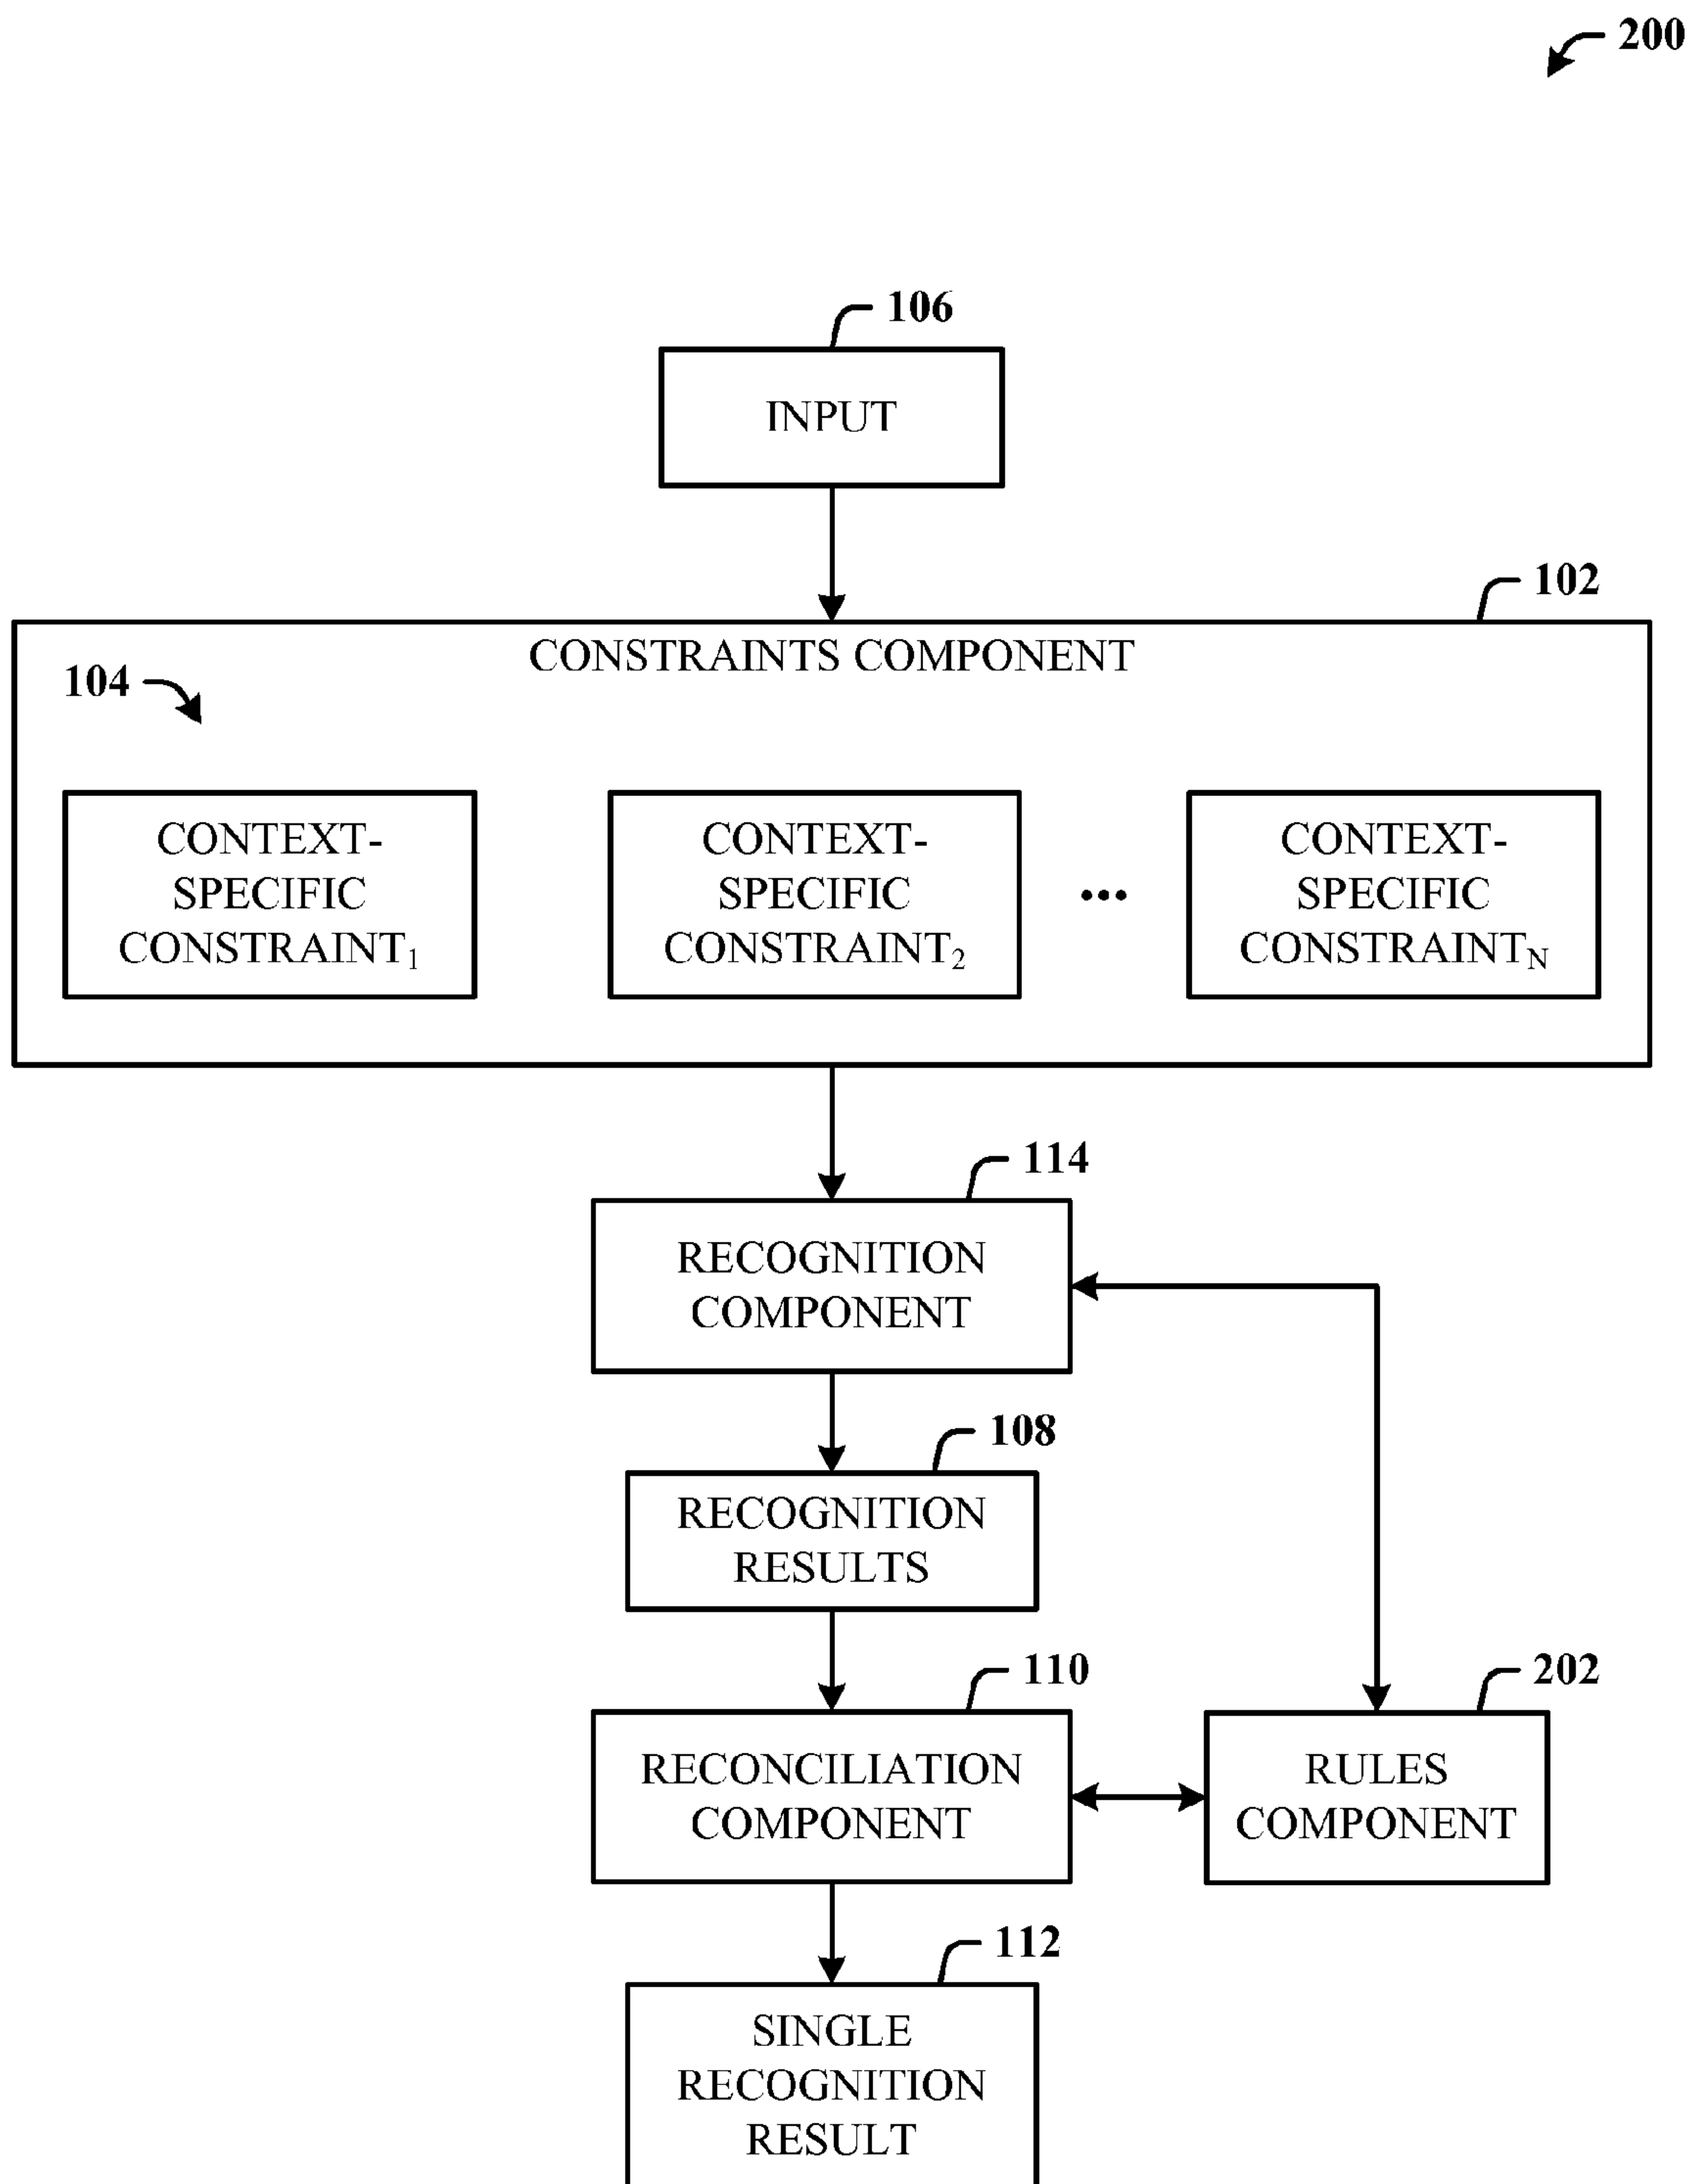 200
106
INPUT
102
CONSTRAINTS COMPONENT
104
CONTEXT-
SPECIFIC
CONSTRAINT₁
CONTEXT-
SPECIFIC
CONSTRAINT₂
...
CONTEXT-
SPECIFIC
CONSTRAINT_N
114
RECOGNITION
COMPONENT
108
RECOGNITION
RESULTS
110
RECONCILIATION
COMPONENT
202
RULES
COMPONENT
112
SINGLE
RECOGNITION
RESULT